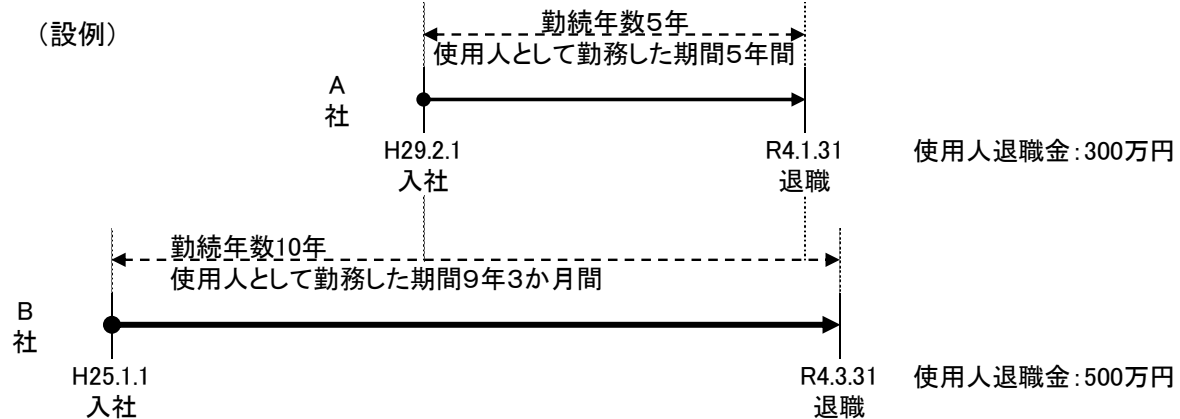 （設例）
勤続年数5年
使用人として勤務した期間5年間
A
社
H29.2.1
入社
R4.1.31
退職
使用人退職金：300万円
勤続年数10年
使用人として勤務した期間９年３か月間
B
社
H25.1.1
入社
R4.3.31
退職
使用人退職金：500万円